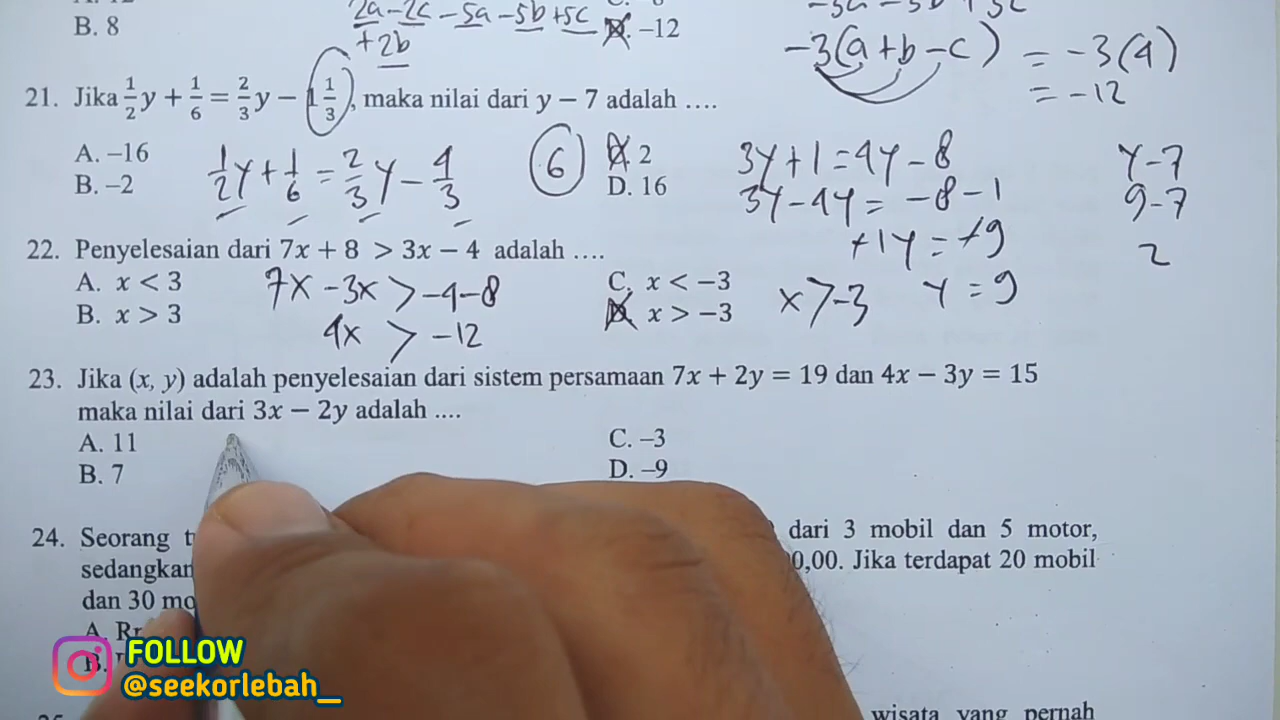 B. 8
2a - 2c - 5a - 5b + 5c
+ 2b
D. –12
-3(a + b - c) = -3(4)
= -12
21. Jika 1/2 y + 1/6 = 2/3 y – 1 1/3, maka nilai dari y – 7 adalah ….
A. –16
B. –2
C. 2
D. 16
1/2 y + 1/6 = 2/3 y - 4/3
6
3y + 1 = 4y - 8
3y - 4y = -8 - 1
+1y = +9
y = 9
y - 7
9 - 7
2
22. Penyelesaian dari 7x + 8 > 3x – 4 adalah ….
A. x < 3
B. x > 3
C. x < –3
D. x > –3
7x - 3x > -4 - 8
4x > -12
x > -3
23. Jika (x, y) adalah penyelesaian dari sistem persamaan 7x + 2y = 19 dan 4x – 3y = 15
maka nilai dari 3x – 2y adalah ....
A. 11
B. 7
C. –3
D. –9
24. Seorang dari 3 mobil dan 5 motor,
sedangkan 0,00. Jika terdapat 20 mobil
dan 30
A.
B.
FOLLOW
@seekorlebah_
wisata yang pernah